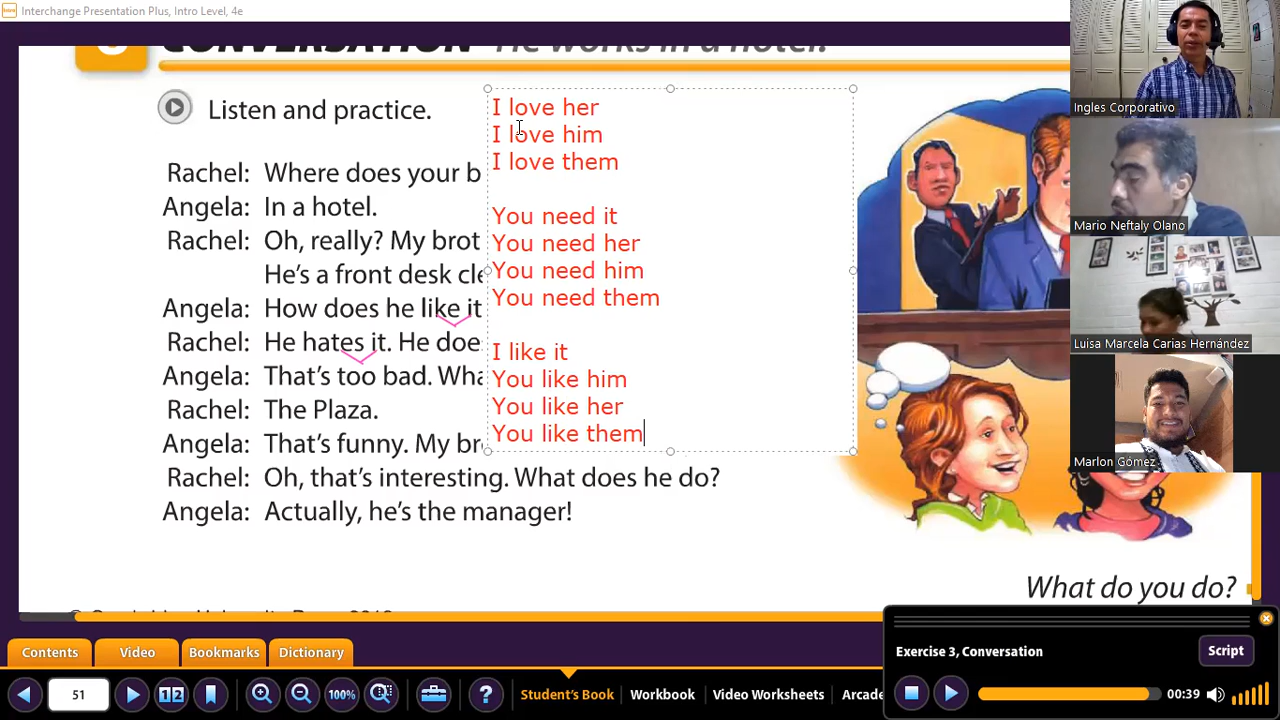 Interchange Presentation Plus, Intro Level, 4e
CONVERSATION He works in a hotel.
Listen and practice.
Rachel: Where does your b
Angela: In a hotel.
Rachel: Oh, really? My brot
He's a front desk cle
Angela: How does he like it
Rachel: He hates it. He doe
Angela: That's too bad. Wha
Rachel: The Plaza.
Angela: That's funny. My br
Rachel: Oh, that's interesting. What does he do?
Angela: Actually, he's the manager!
I love her
I love him
I love them
You need it
You need her
You need him
You need them
I like it
You like him
You like her
You like them
What do you do?
Ingles Corporativo
Mario Neftaly Olano
Luisa Marcela Carias Hernández
Marlon Gómez
Exercise 3, Conversation
Script
00:39
Contents
Video
Bookmarks
Dictionary
51
1 2
100%
?
Student's Book
Workbook
Video Worksheets
Arcade